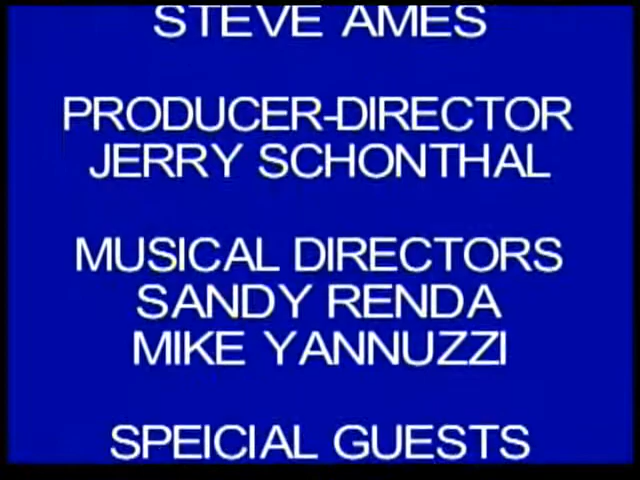 STEVE AMES
PRODUCER-DIRECTOR
JERRY SCHONTHAL
MUSICAL DIRECTORS
SANDY RENDA
MIKE YANNUZZI
SPEICIAL GUESTS